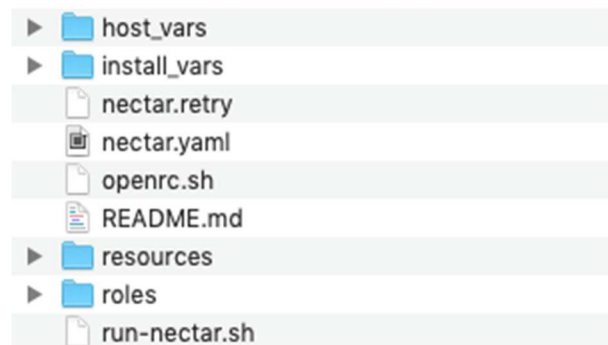 host_vars
install_vars
nectar.retry
nectar.yaml
openrc.sh
README.md
resources
roles
run-nectar.sh